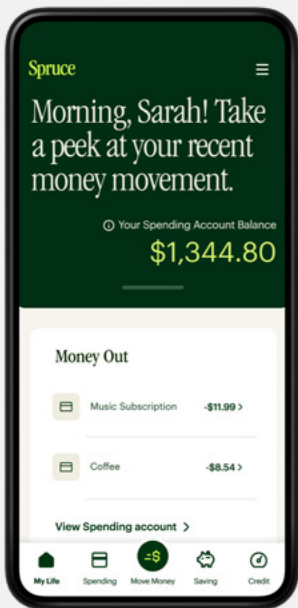 Spruce
Morning, Sarah! Take
a peek at your recent
money movement.
Your Spending Account Balance
$1,344.80
Money Out
Music Subscription -$11.99 >
Coffee -$8.54 >
View Spending account >
My Life Spending Move Money Saving Credit